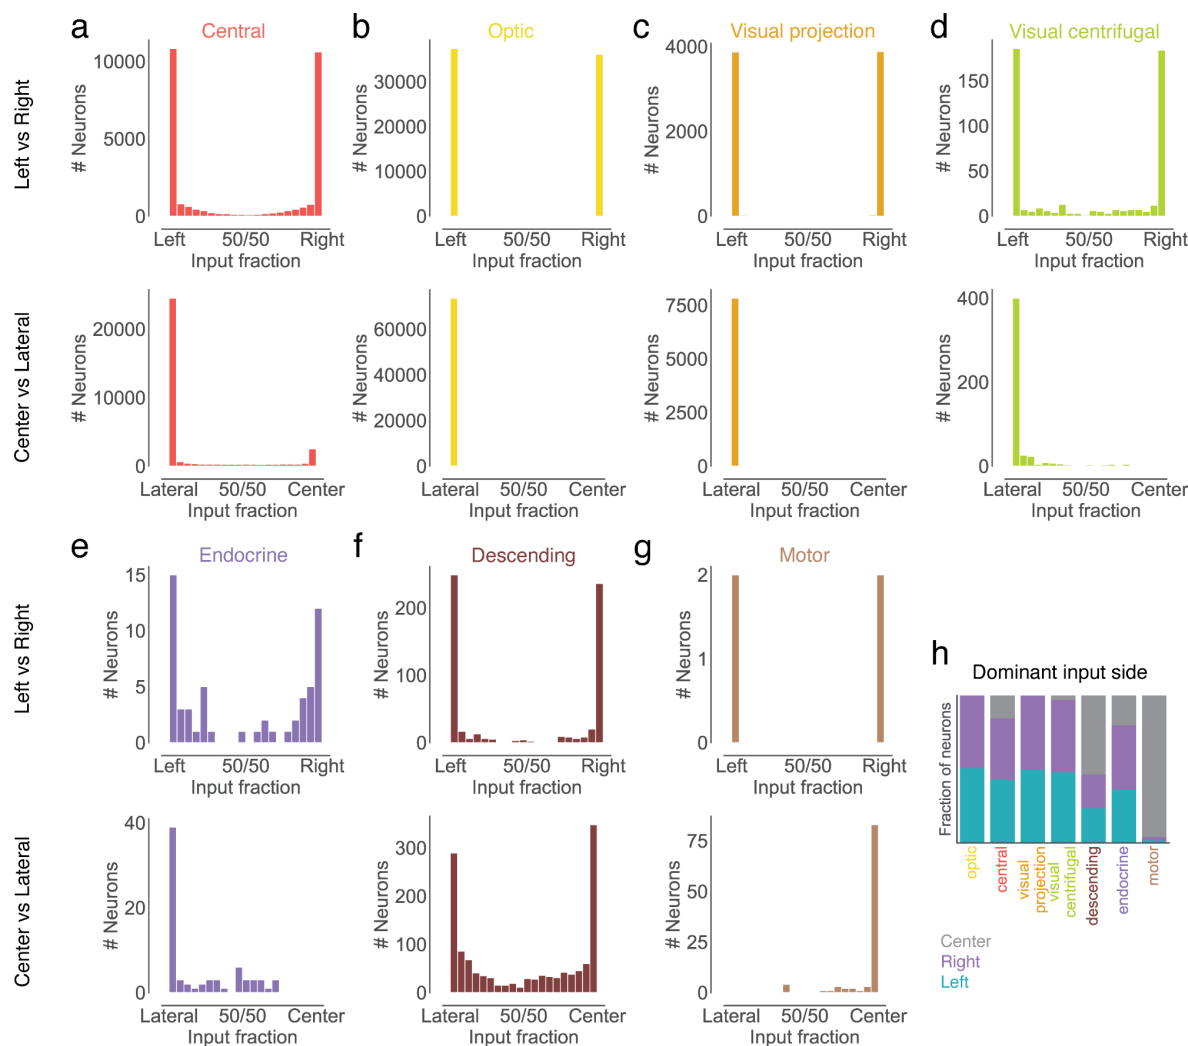 a Central
Left vs Right
# Neurons
10000
5000
0
Left 50/50 Right
Input fraction
b Optic
# Neurons
30000
20000
10000
0
Left 50/50 Right
Input fraction
c Visual projection
# Neurons
4000
2000
0
Left 50/50 Right
Input fraction
d Visual centrifugal
# Neurons
150
100
50
0
Left 50/50 Right
Input fraction
Center vs Lateral
# Neurons
20000
10000
0
Lateral 50/50 Center
Input fraction
# Neurons
60000
40000
20000
0
Lateral 50/50 Center
Input fraction
# Neurons
7500
5000
2500
0
Lateral 50/50 Center
Input fraction
# Neurons
400
200
0
Lateral 50/50 Center
Input fraction
e Endocrine
Left vs Right
# Neurons
15
10
5
0
Left 50/50 Right
Input fraction
f Descending
# Neurons
200
100
0
Left 50/50 Right
Input fraction
g Motor
# Neurons
2
1
0
Left 50/50 Right
Input fraction
Center vs Lateral
# Neurons
40
20
0
Lateral 50/50 Center
Input fraction
# Neurons
300
200
100
0
Lateral 50/50 Center
Input fraction
# Neurons
75
50
25
0
Lateral 50/50 Center
Input fraction
h
Dominant input side
Fraction of neurons
optic
central
visual
projection
visual
centrifugal
descending
endocrine
motor
Center
Right
Left